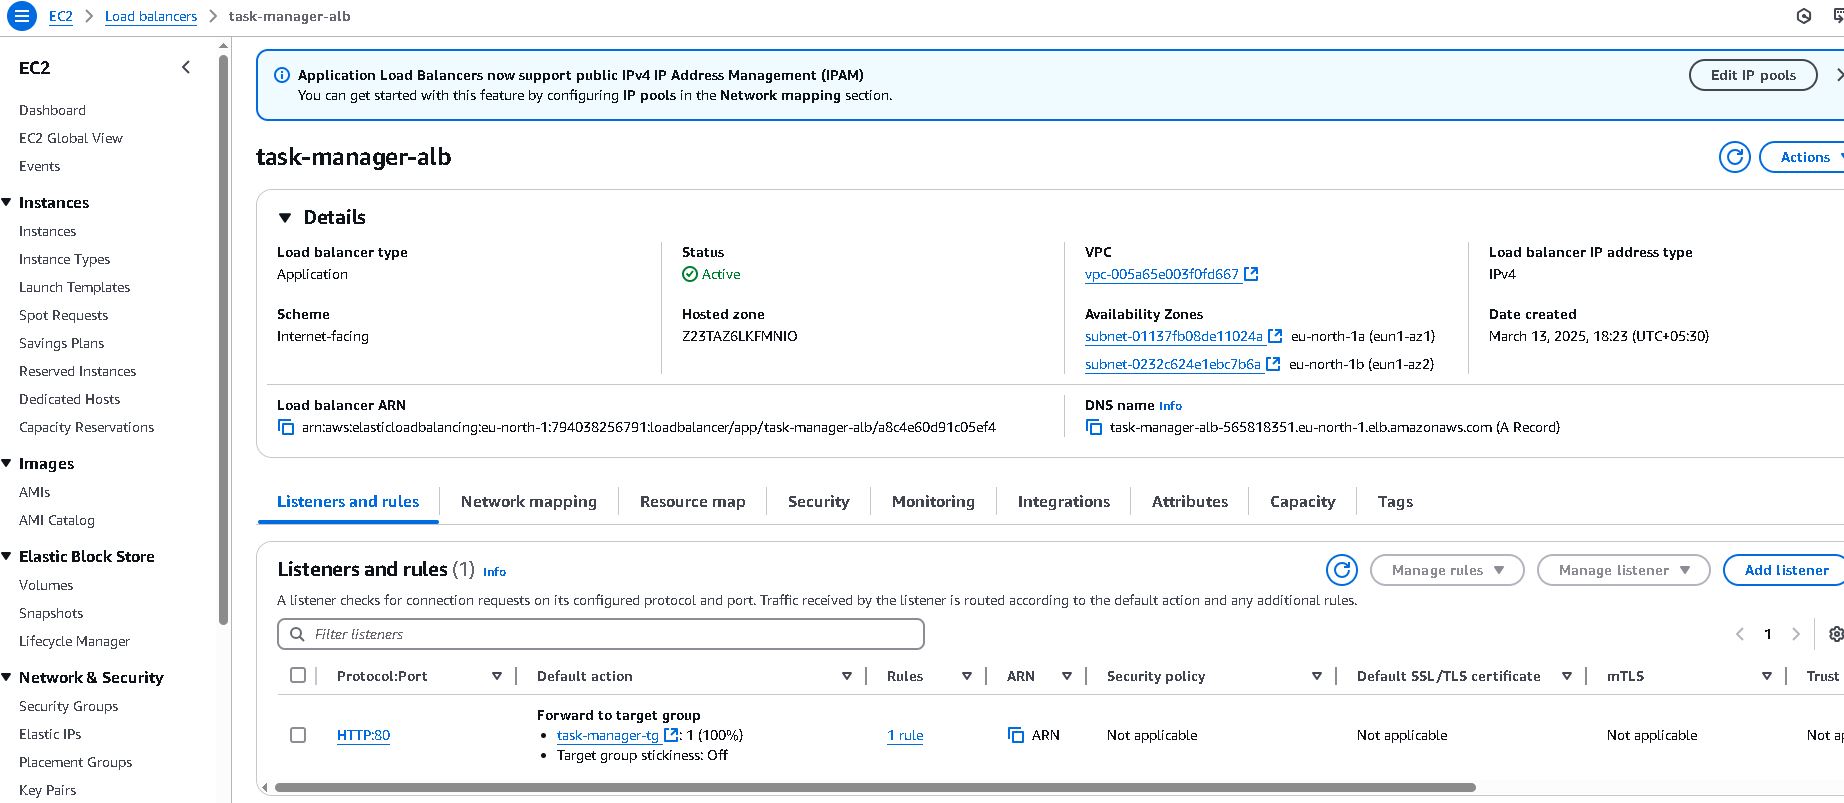 EC2 > Load balancers > task-manager-alb
EC2
Dashboard
EC2 Global View
Events
Instances
Instances
Instance Types
Launch Templates
Spot Requests
Savings Plans
Reserved Instances
Dedicated Hosts
Capacity Reservations
Images
AMIs
AMI Catalog
Elastic Block Store
Volumes
Snapshots
Lifecycle Manager
Network & Security
Security Groups
Elastic IPs
Placement Groups
Key Pairs
Application Load Balancers now support public IPv4 IP Address Management (IPAM)
You can get started with this feature by configuring IP pools in the Network mapping section.
Edit IP pools
task-manager-alb
Actions
Details
Load balancer type
Application
Status
Active
VPC
vpc-005a65e003f0fd667
Load balancer IP address type
IPv4
Scheme
Internet-facing
Hosted zone
Z23TAZ6LKFMNIO
Availability Zones
subnet-01137fb08de11024a eu-north-1a (eun1-az1)
subnet-0232c624e1ebc7b6a eu-north-1b (eun1-az2)
Date created
March 13, 2025, 18:23 (UTC+05:30)
Load balancer ARN
arn:aws:elasticloadbalancing:eu-north-1:794038256791:loadbalancer/app/task-manager-alb/a8c4e60d91c05ef4
DNS name Info
task-manager-alb-565818351.eu-north-1.elb.amazonaws.com (A Record)
Listeners and rules Network mapping Resource map Security Monitoring Integrations Attributes Capacity Tags
Listeners and rules (1) Info
Manage rules Manage listener Add listener
A listener checks for connection requests on its configured protocol and port. Traffic received by the listener is routed according to the default action and any additional rules.
Filter listeners
1
Protocol:Port Default action Rules ARN Security policy Default SSL/TLS certificate mTLS Trust
Forward to target group
HTTP:80 • task-manager-tg : 1 (100%) 1 rule ARN Not applicable Not applicable Not applicable Not ap
• Target group stickiness: Off